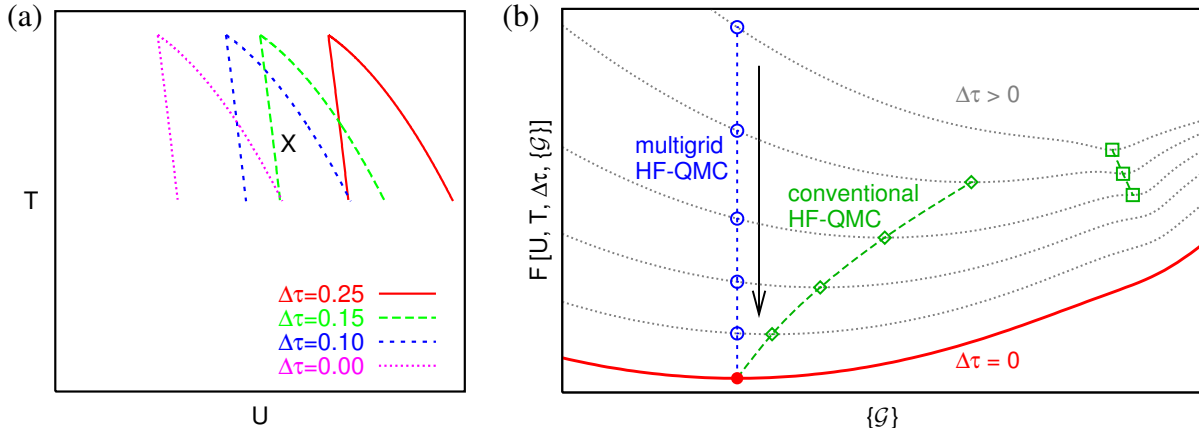 (a)
T
X
Δτ=0.25
Δτ=0.15
Δτ=0.10
Δτ=0.00
U
(b)
F [U, T, Δτ, {𝒢}]
Δτ > 0
multigrid
HF-QMC
conventional
HF-QMC
Δτ = 0
{𝒢}